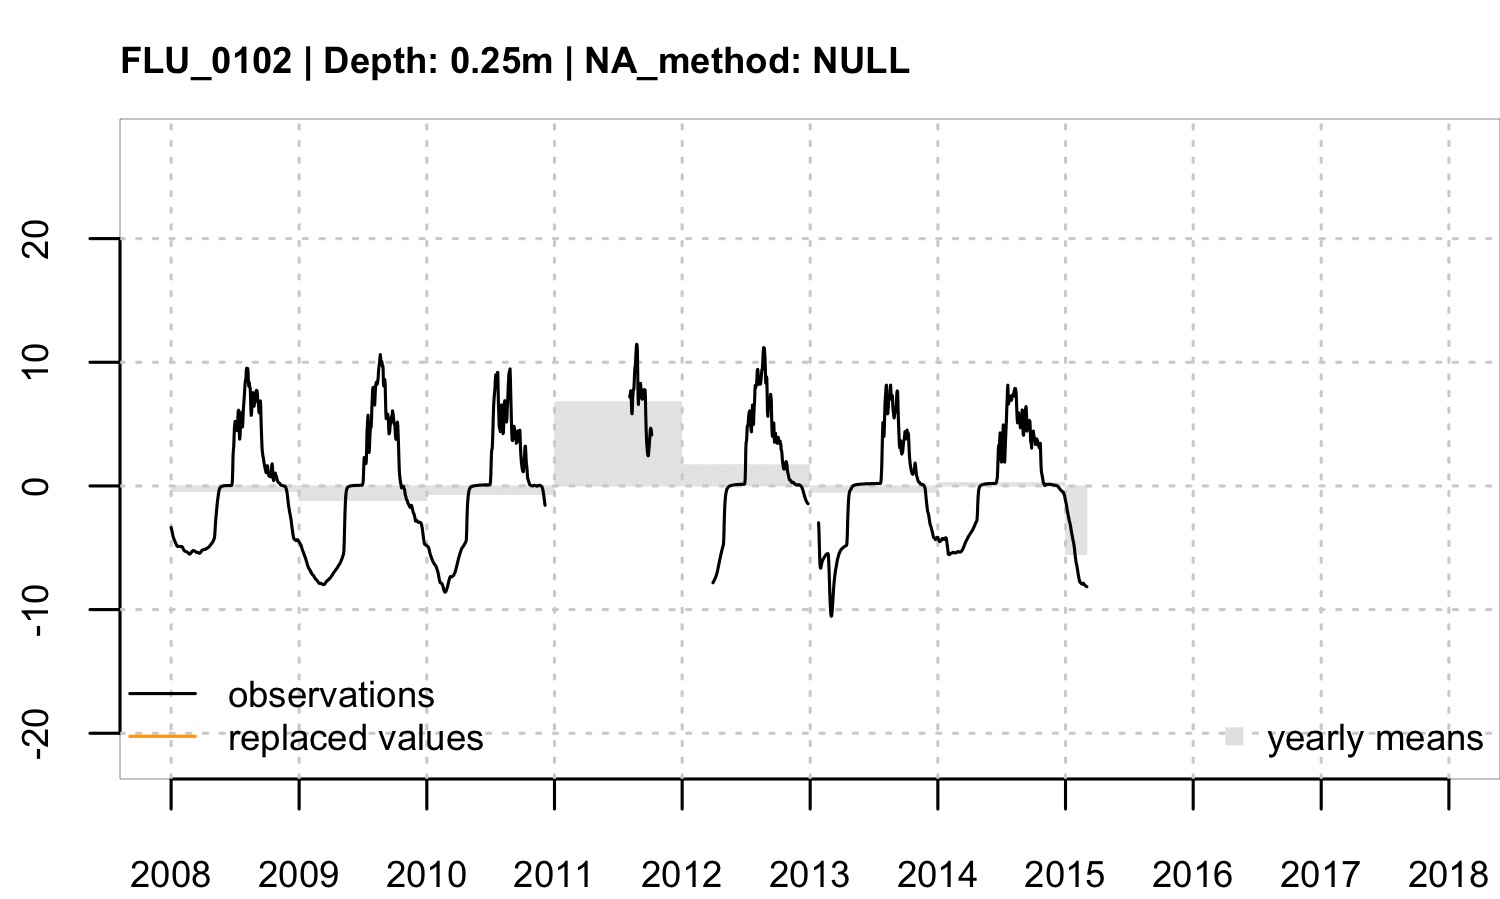 FLU_0102 | Depth: 0.25m | NA_method: NULL
20
10
0
-10
-20
observations
replaced values
yearly means
2008 2009 2010 2011 2012 2013 2014 2015 2016 2017 2018